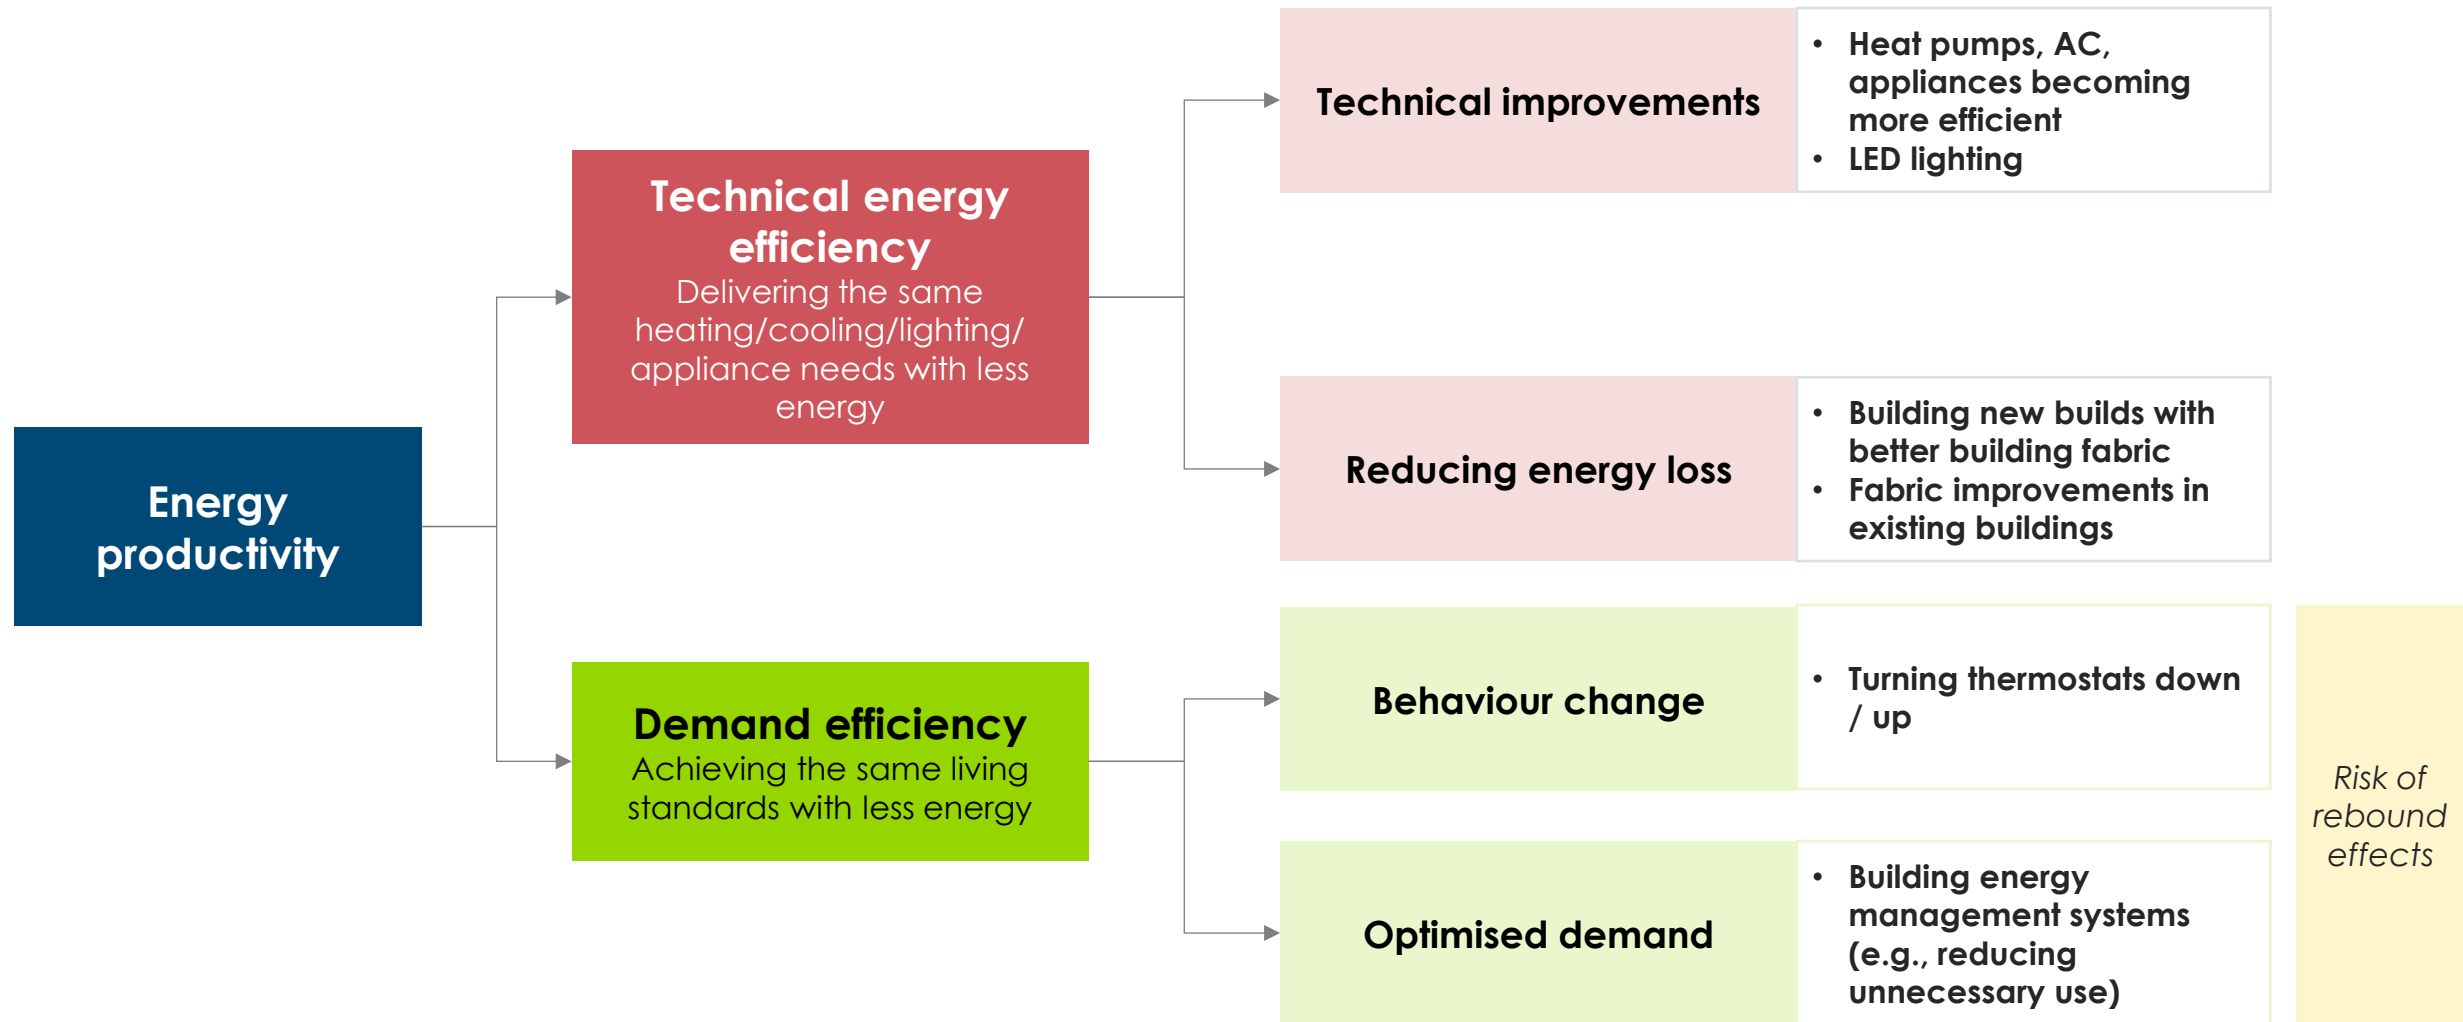 Energy
productivity
Technical energy
efficiency
Delivering the same
heating/cooling/lighting/
appliance needs with less
energy
Demand efficiency
Achieving the same living
standards with less energy
Technical improvements
• Heat pumps, AC,
appliances becoming
more efficient
• LED lighting
Reducing energy loss
• Building new builds with
better building fabric
• Fabric improvements in
existing buildings
Behaviour change
• Turning thermostats down
/ up
Optimised demand
• Building energy
management systems
(e.g., reducing
unnecessary use)
Risk of
rebound
effects